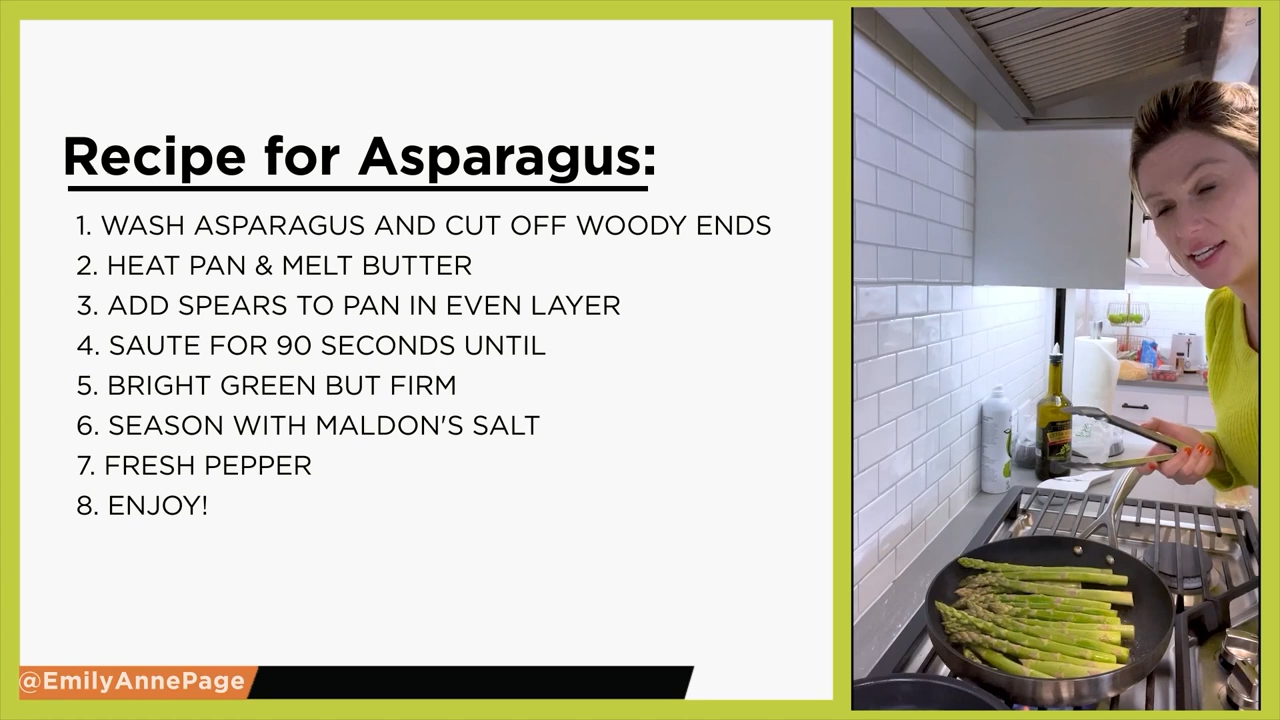 Recipe for Asparagus:
1. WASH ASPARAGUS AND CUT OFF WOODY ENDS
2. HEAT PAN & MELT BUTTER
3. ADD SPEARS TO PAN IN EVEN LAYER
4. SAUTE FOR 90 SECONDS UNTIL
5. BRIGHT GREEN BUT FIRM
6. SEASON WITH MALDON'S SALT
7. FRESH PEPPER
8. ENJOY!
@EmilyAnnePage